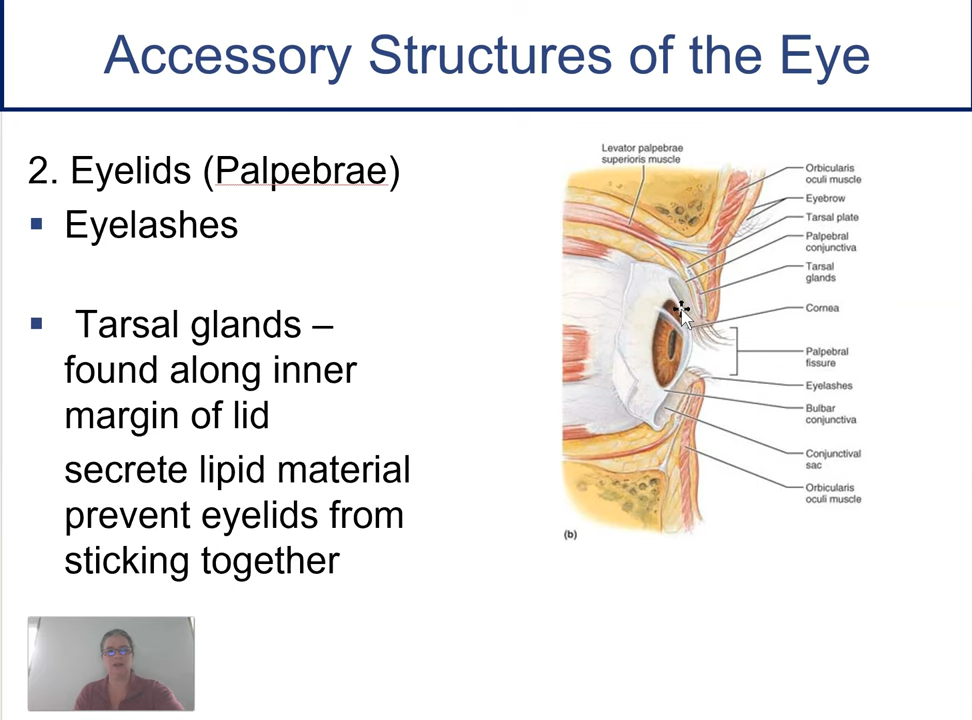 Accessory Structures of the Eye
2. Eyelids (Palpebrae)
▪ Eyelashes
▪ Tarsal glands –
found along inner
margin of lid
secrete lipid material
prevent eyelids from
sticking together
Levator palpebrae
superioris muscle
Orbicularis
oculi muscle
Eyebrow
Tarsal plate
Palpebral
conjunctiva
Tarsal
glands
Cornea
Palpebral
fissure
Eyelashes
Bulbar
conjunctiva
Conjunctival
sac
Orbicularis
oculi muscle
(b)